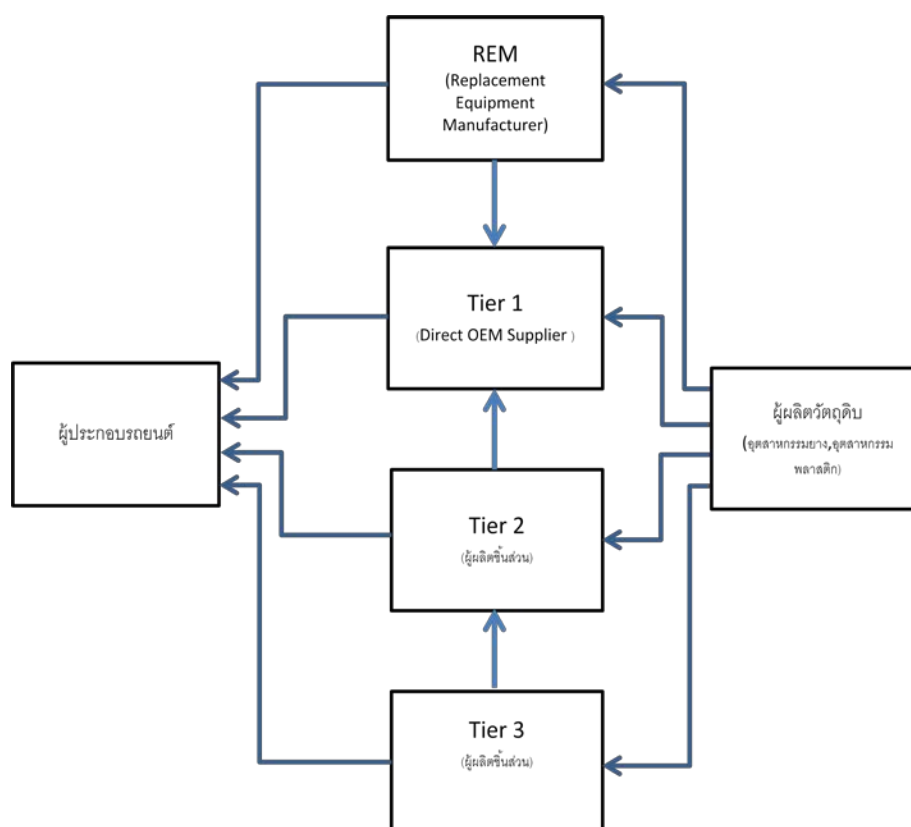 REM
(Replacement
Equipment
Manufacturer)
Tier 1
(Direct OEM Supplier )
ผู้ประกอบรถยนต์
ผู้ผลิตวัตถุดิบ
(อุตสาหกรรมยาง,อุตสาหกรรม
พลาสติก)
Tier 2
(ผู้ผลิตชิ้นส่วน)
Tier 3
(ผู้ผลิตชิ้นส่วน)